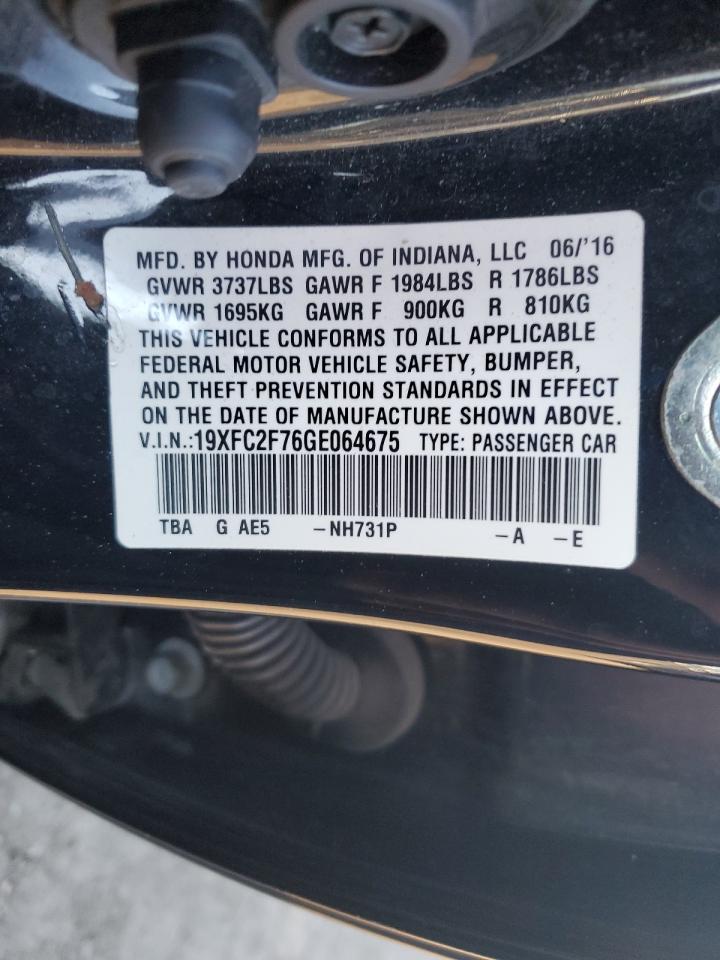 MFD. BY HONDA MFG. OF INDIANA, LLC 06/'16
GVWR 3737LBS GAWR F 1984LBS R 1786LBS
GVWR 1695KG GAWR F 900KG R 810KG
THIS VEHICLE CONFORMS TO ALL APPLICABLE
FEDERAL MOTOR VEHICLE SAFETY, BUMPER,
AND THEFT PREVENTION STANDARDS IN EFFECT
ON THE DATE OF MANUFACTURE SHOWN ABOVE.
V.I.N.:19XFC2F76GE064675 TYPE: PASSENGER CAR
TBA G AE5 -NH731P -A -E